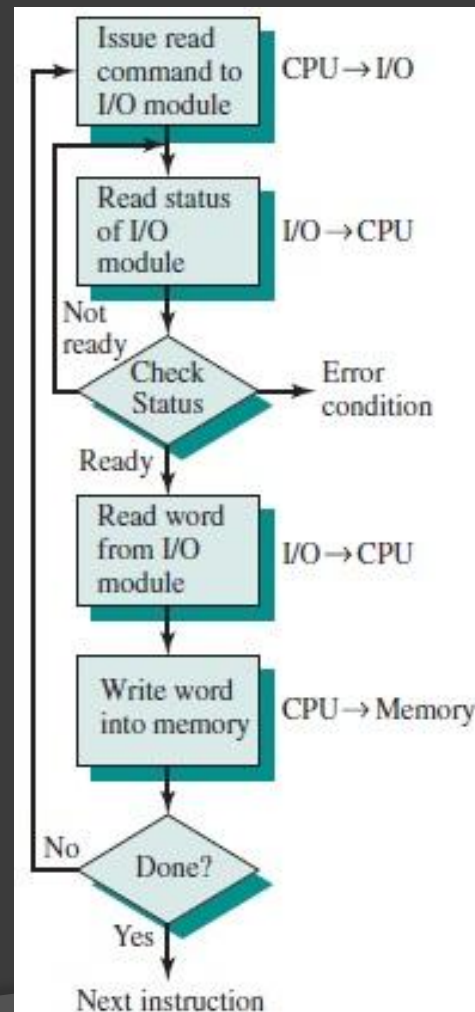 Issue read
command to
I/O module
CPU→I/O
Read status
of I/O
module
I/O→CPU
Not
ready
Check
Status
Error
condition
Ready
Read word
from I/O
module
I/O→CPU
Write word
into memory
CPU→Memory
No
Done?
Yes
Next instruction